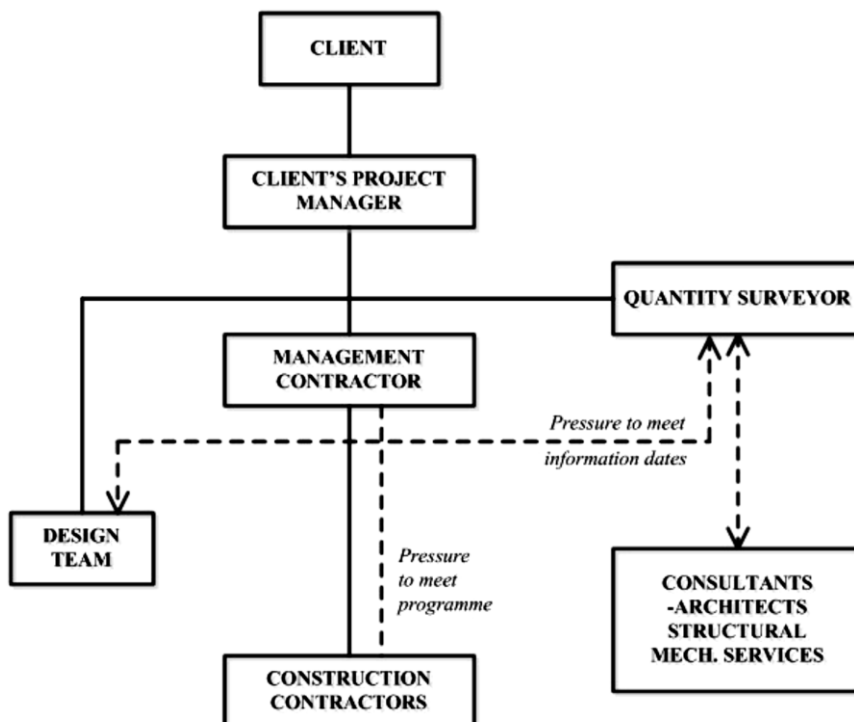 CLIENT
CLIENT'S PROJECT
MANAGER
QUANTITY SURVEYOR
MANAGEMENT
CONTRACTOR
Pressure to meet
information dates
DESIGN
TEAM
Pressure
to meet
programme
CONSULTANTS
-ARCHITECTS
STRUCTURAL
MECH. SERVICES
CONSTRUCTION
CONTRACTORS